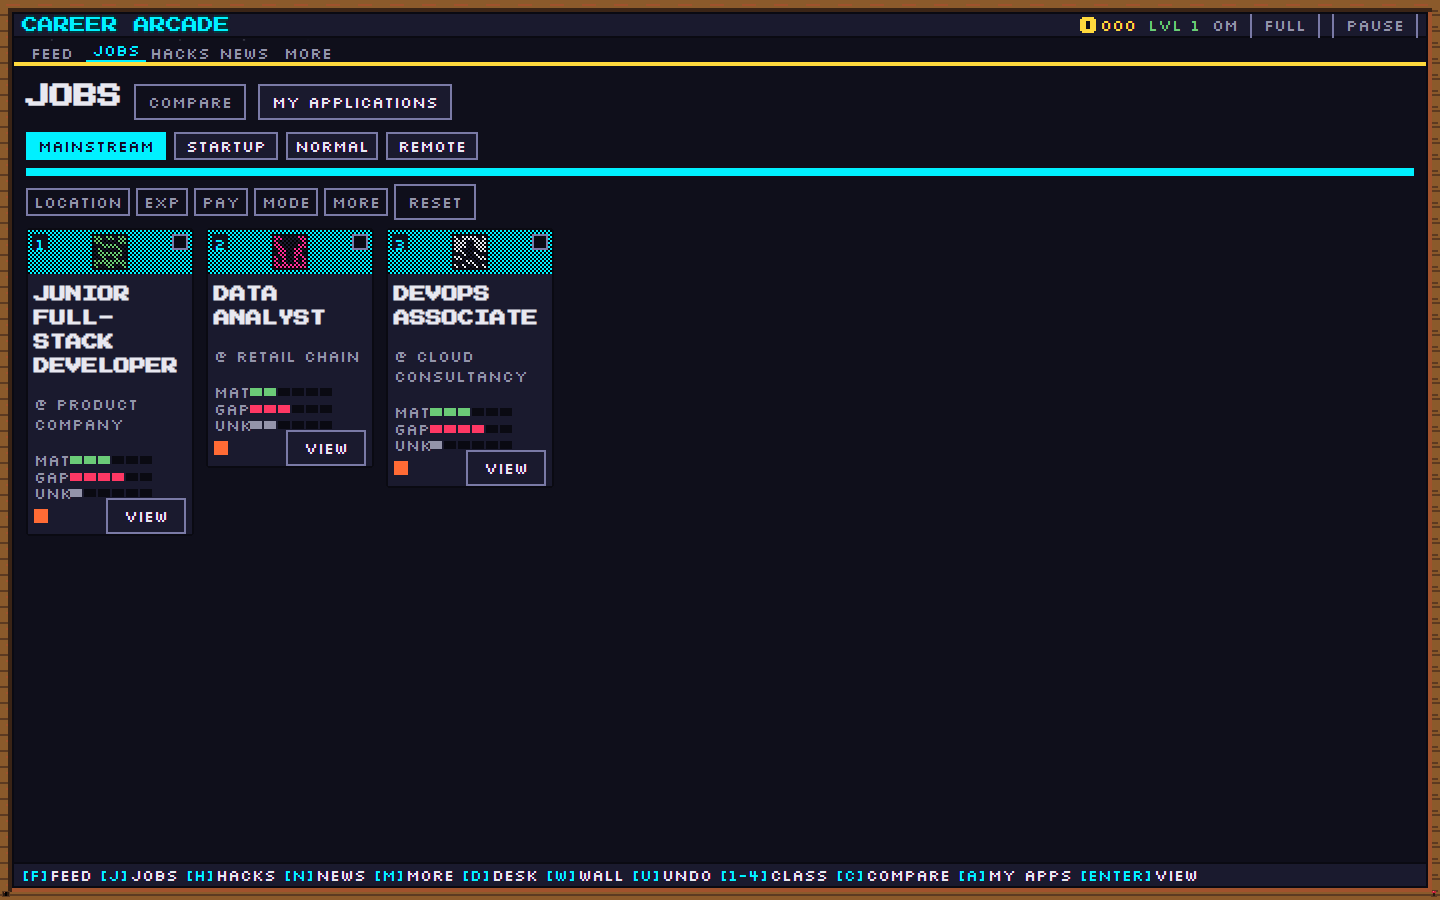 CAREER ARCADE
000 LVL 1 OM FULL PAUSE
FEED JOBS HACKS NEWS MORE
JOBS COMPARE MY APPLICATIONS
MAINSTREAM STARTUP NORMAL REMOTE
LOCATION EXP PAY MODE MORE RESET
1
JUNIOR
FULL-
STACK
DEVELOPER
@ PRODUCT
COMPANY
MAT
GAP
UNK
VIEW
2
DATA
ANALYST
@ RETAIL CHAIN
MAT
GAP
UNK
VIEW
3
DEVOPS
ASSOCIATE
@ CLOUD
CONSULTANCY
MAT
GAP
UNK
VIEW
[F]FEED [J]JOBS [H]HACKS [N]NEWS [M]MORE [D]DESK [W]WALL [U]UNDO [1-4]CLASS [C]COMPARE [A]MY APPS [ENTER]VIEW